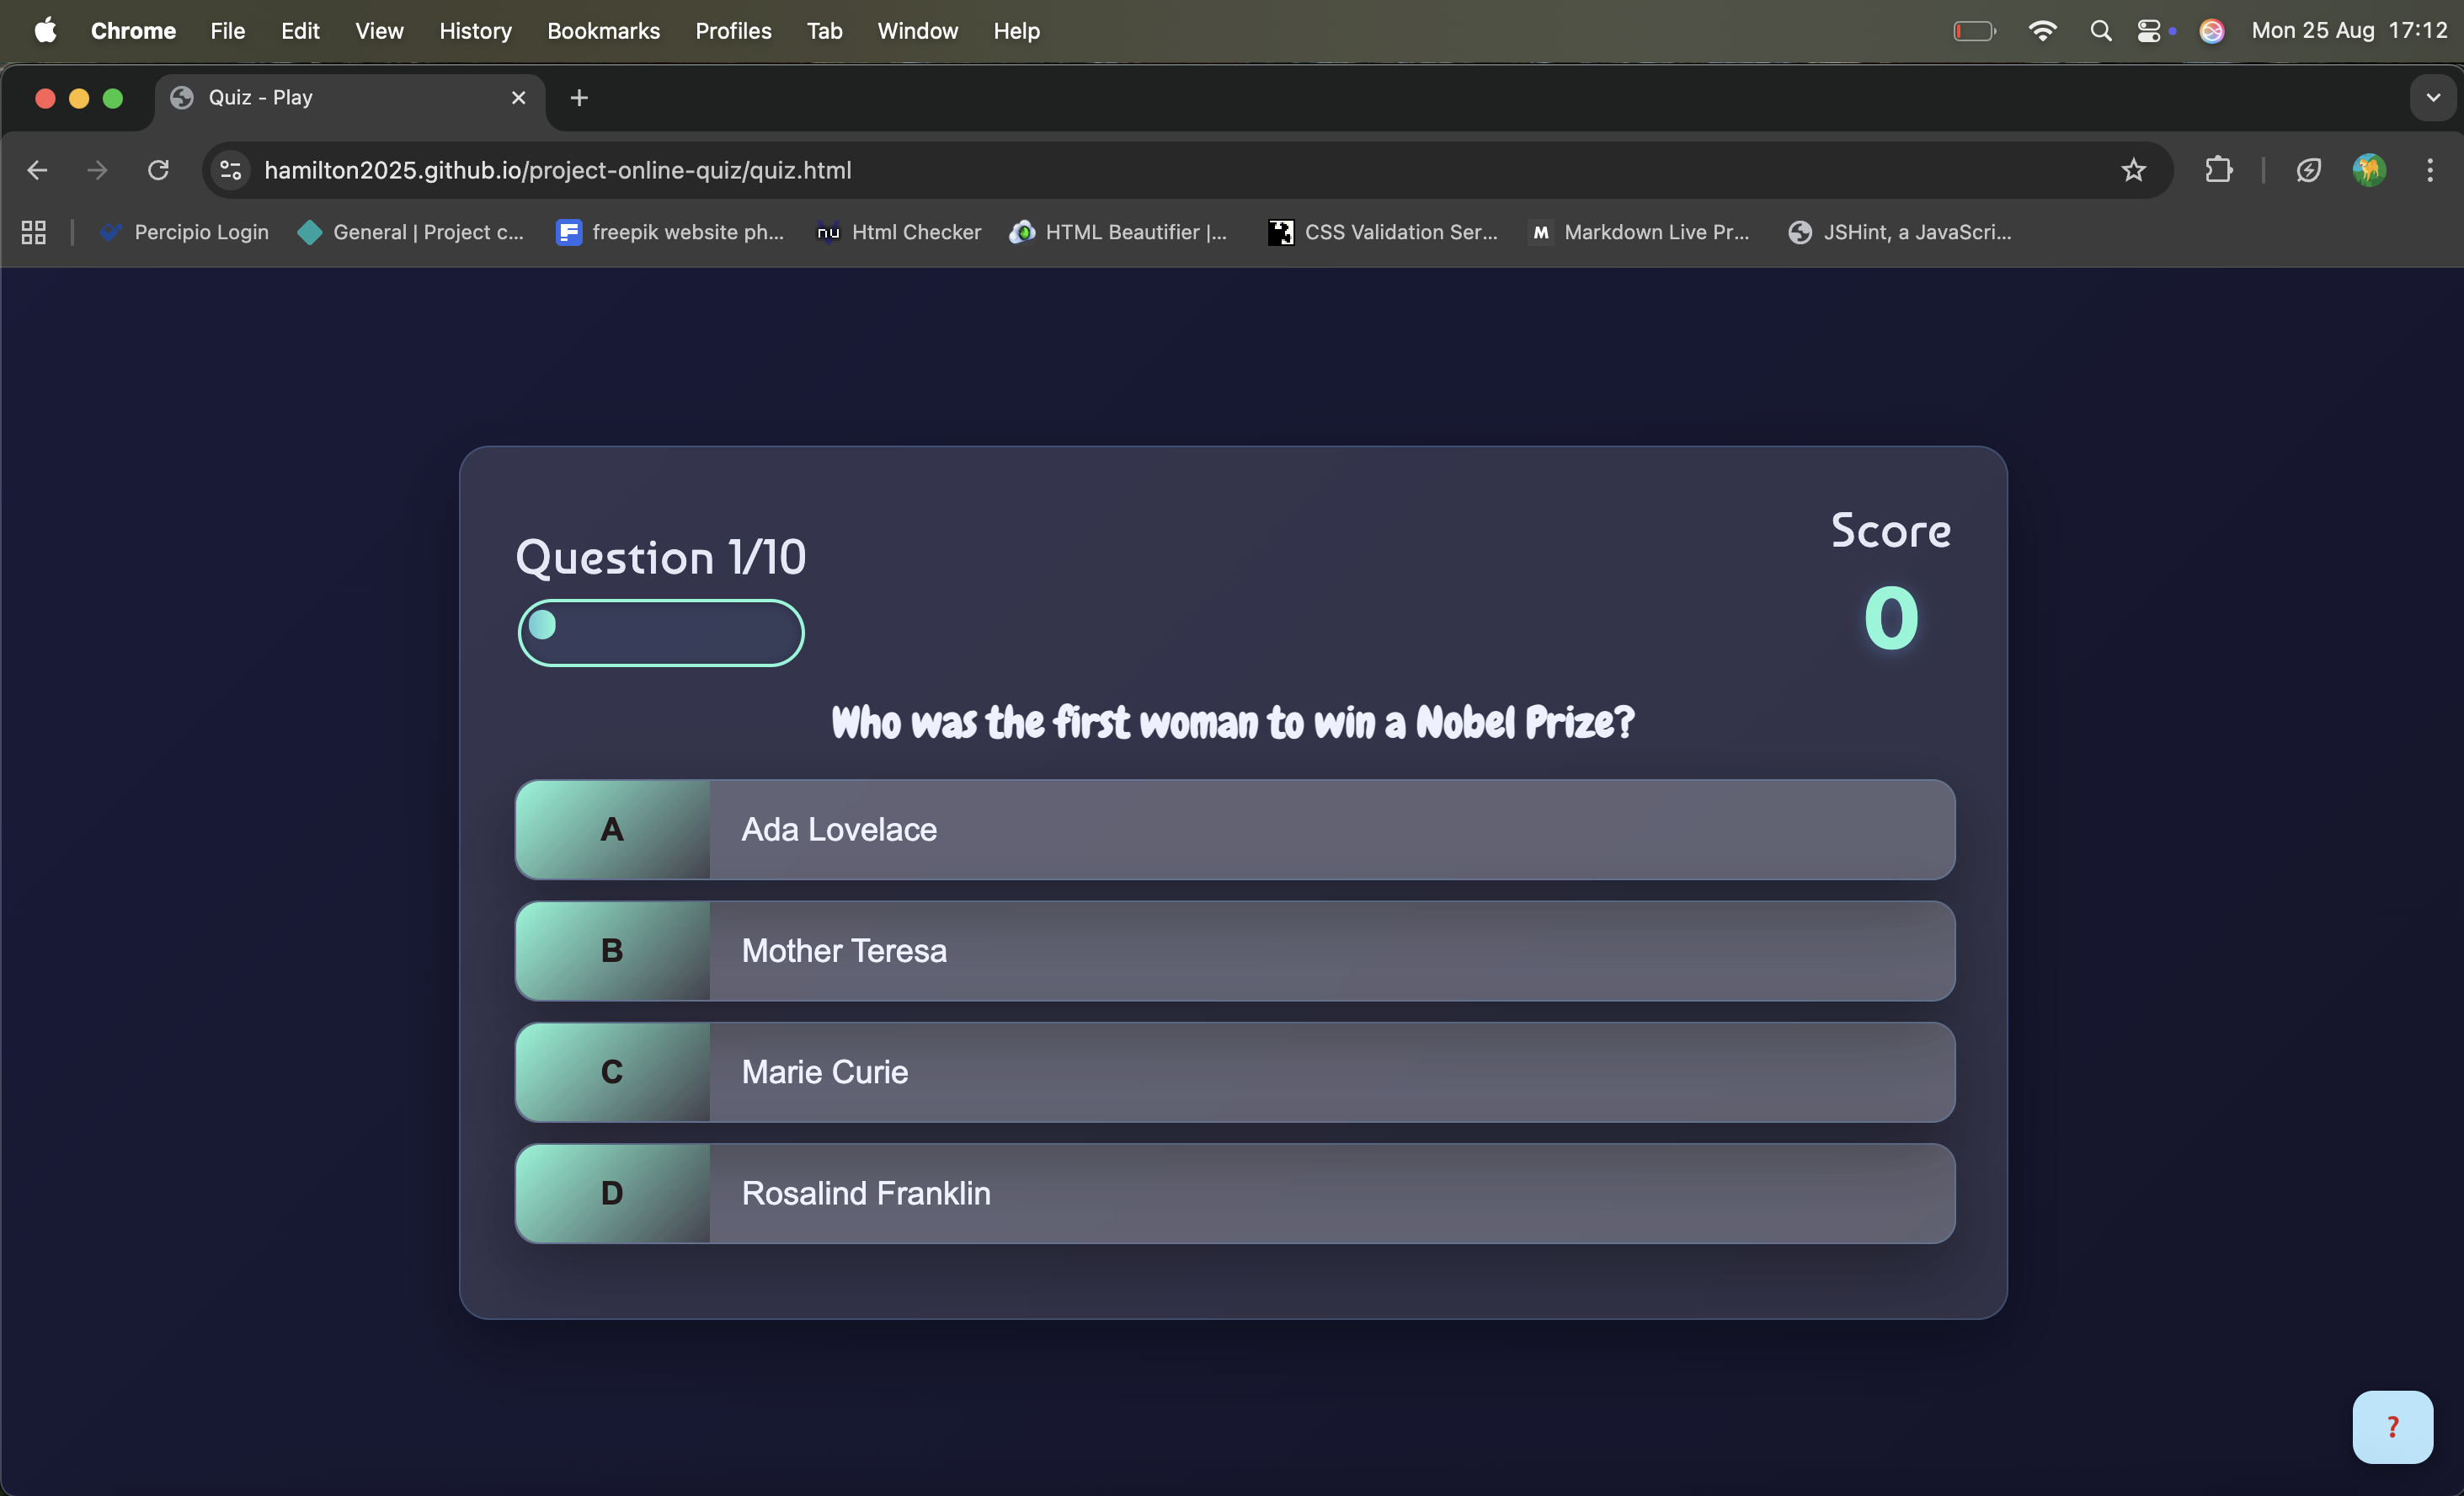 Chrome File Edit View History Bookmarks Profiles Tab Window Help Mon 25 Aug 17:12
Quiz - Play
hamilton2025.github.io/project-online-quiz/quiz.html
Percipio Login General | Project c... freepik website ph... nu Html Checker HTML Beautifier |... CSS Validation Ser... M Markdown Live Pr... JSHint, a JavaScri...
Score
Question 1/10
0
Who was the first woman to win a Nobel Prize?
A Ada Lovelace
B Mother Teresa
C Marie Curie
D Rosalind Franklin
?